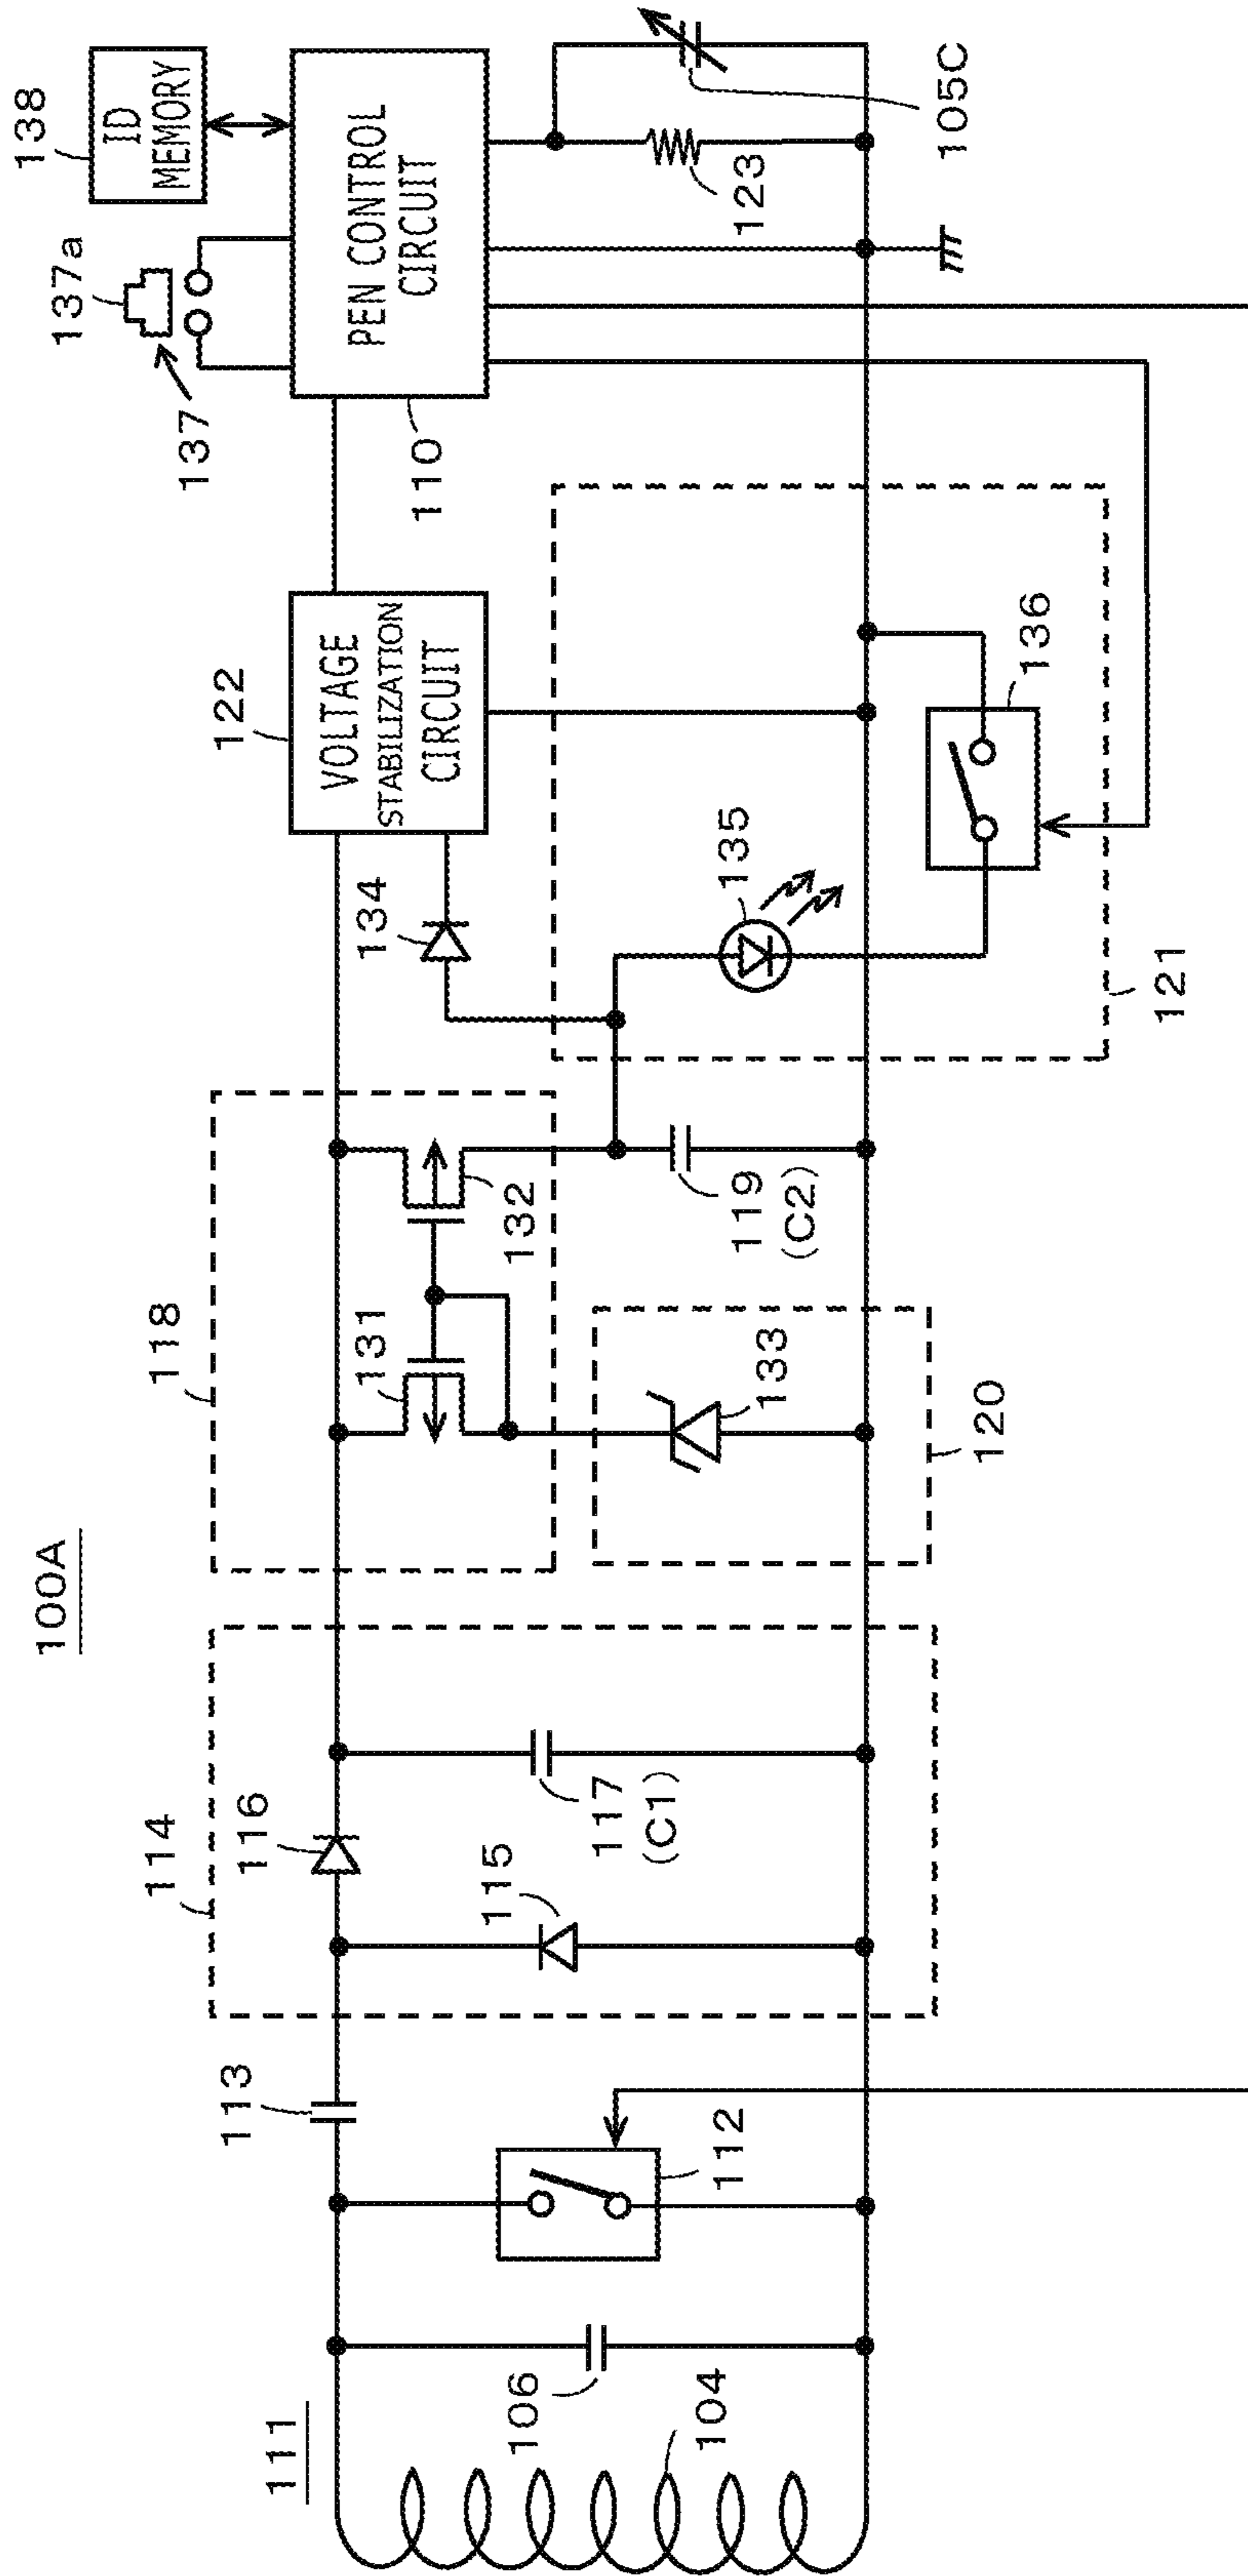 100A
111
104
106
112
113
114
116
115
117
(C1)
118
131
132
133
120
119
(C2)
134
135
136
121
122
VOLTAGE
STABILIZATION
CIRCUIT
110
PEN CONTROL
CIRCUIT
137
137a
138
ID
MEMORY
123
105C